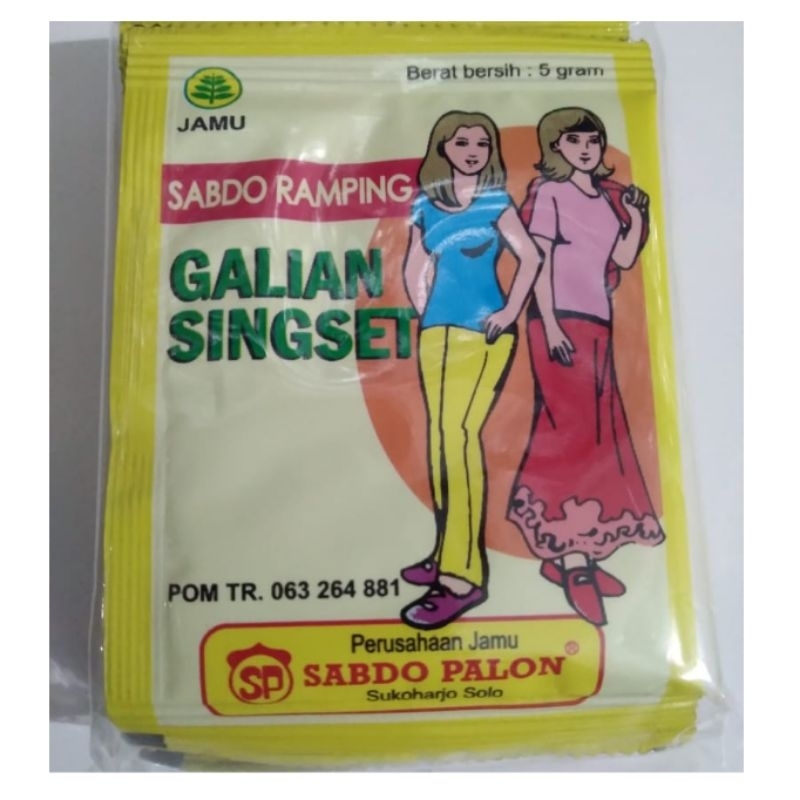 Berat bersih : 5 gram
JAMU
SABDO RAMPING
GALIAN
SINGSET
POM TR. 063 264 881
Perusahaan Jamu
SP SABDO PALON®
Sukoharjo Solo